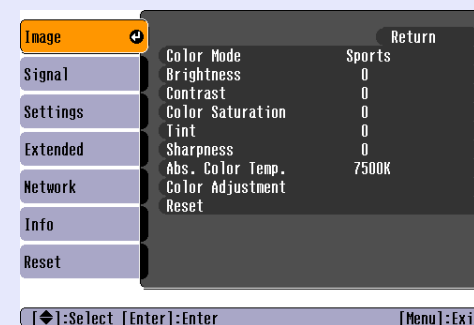 Image
Signal
Settings
Extended
Network
Info
Reset
Return
Color Mode Sports
Brightness 0
Contrast 0
Color Saturation 0
Tint 0
Sharpness 0
Abs. Color Temp. 7500K
Color Adjustment
Reset
[◆]:Select [Enter]:Enter [Menu]:Exi